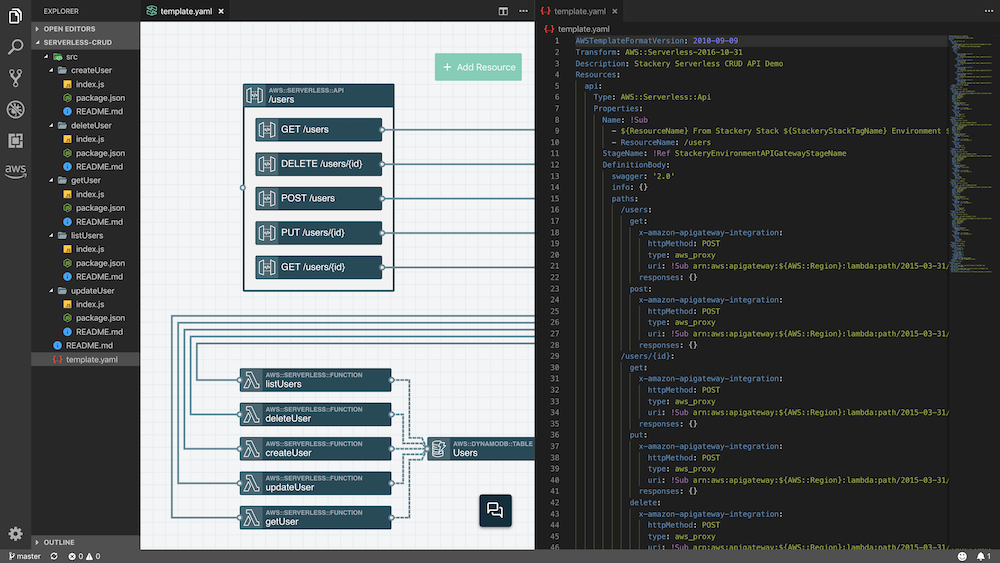 EXPLORER
OPEN EDITORS
SERVERLESS-CRUD
src
createUser
index.js
package.json
README.md
deleteUser
index.js
package.json
README.md
getUser
index.js
package.json
README.md
listUsers
index.js
package.json
README.md
updateUser
index.js
package.json
README.md
README.md
template.yaml
OUTLINE
aws
master
0
0
template.yaml
+ Add Resource
AWS::SERVERLESS::API
/users
GET /users
DELETE /users/{id}
POST /users
PUT /users/{id}
GET /users/{id}
AWS::SERVERLESS::FUNCTION
listUsers
AWS::SERVERLESS::FUNCTION
deleteUser
AWS::SERVERLESS::FUNCTION
createUser
AWS::SERVERLESS::FUNCTION
updateUser
AWS::SERVERLESS::FUNCTION
getUser
AWS::DYNAMODB::TABLE
Users
template.yaml
template.yaml
1 AWSTemplateFormatVersion: 2010-09-09
2 Transform: AWS::Serverless-2016-10-31
3 Description: Stackery Serverless CRUD API Demo
4 Resources:
5 api:
6 Type: AWS::Serverless::Api
7 Properties:
8 Name: !Sub
9 - ${ResourceName} From Stackery Stack ${StackeryStackTagName} Environment $
10 - ResourceName: /users
11 StageName: !Ref StackeryEnvironmentAPIGatewayStageName
12 DefinitionBody:
13 swagger: '2.0'
14 info: {}
15 paths:
16 /users:
17 get:
18 x-amazon-apigateway-integration:
19 httpMethod: POST
20 type: aws_proxy
21 uri: !Sub arn:aws:apigateway:${AWS::Region}:lambda:path/2015-03-31/
22 responses: {}
23 post:
24 x-amazon-apigateway-integration:
25 httpMethod: POST
26 type: aws_proxy
27 uri: !Sub arn:aws:apigateway:${AWS::Region}:lambda:path/2015-03-31/
28 responses: {}
29 /users/{id}:
30 get:
31 x-amazon-apigateway-integration:
32 httpMethod: POST
33 type: aws_proxy
34 uri: !Sub arn:aws:apigateway:${AWS::Region}:lambda:path/2015-03-31/
35 responses: {}
36 put:
37 x-amazon-apigateway-integration:
38 httpMethod: POST
39 type: aws_proxy
40 uri: !Sub arn:aws:apigateway:${AWS::Region}:lambda:path/2015-03-31/
41 responses: {}
42 delete:
43 x-amazon-apigateway-integration:
44 httpMethod: POST
45 type: aws_proxy
46 uri: !Sub arn:aws:apigateway:${AWS::Region}:lambda:path/2015-03-31/
1